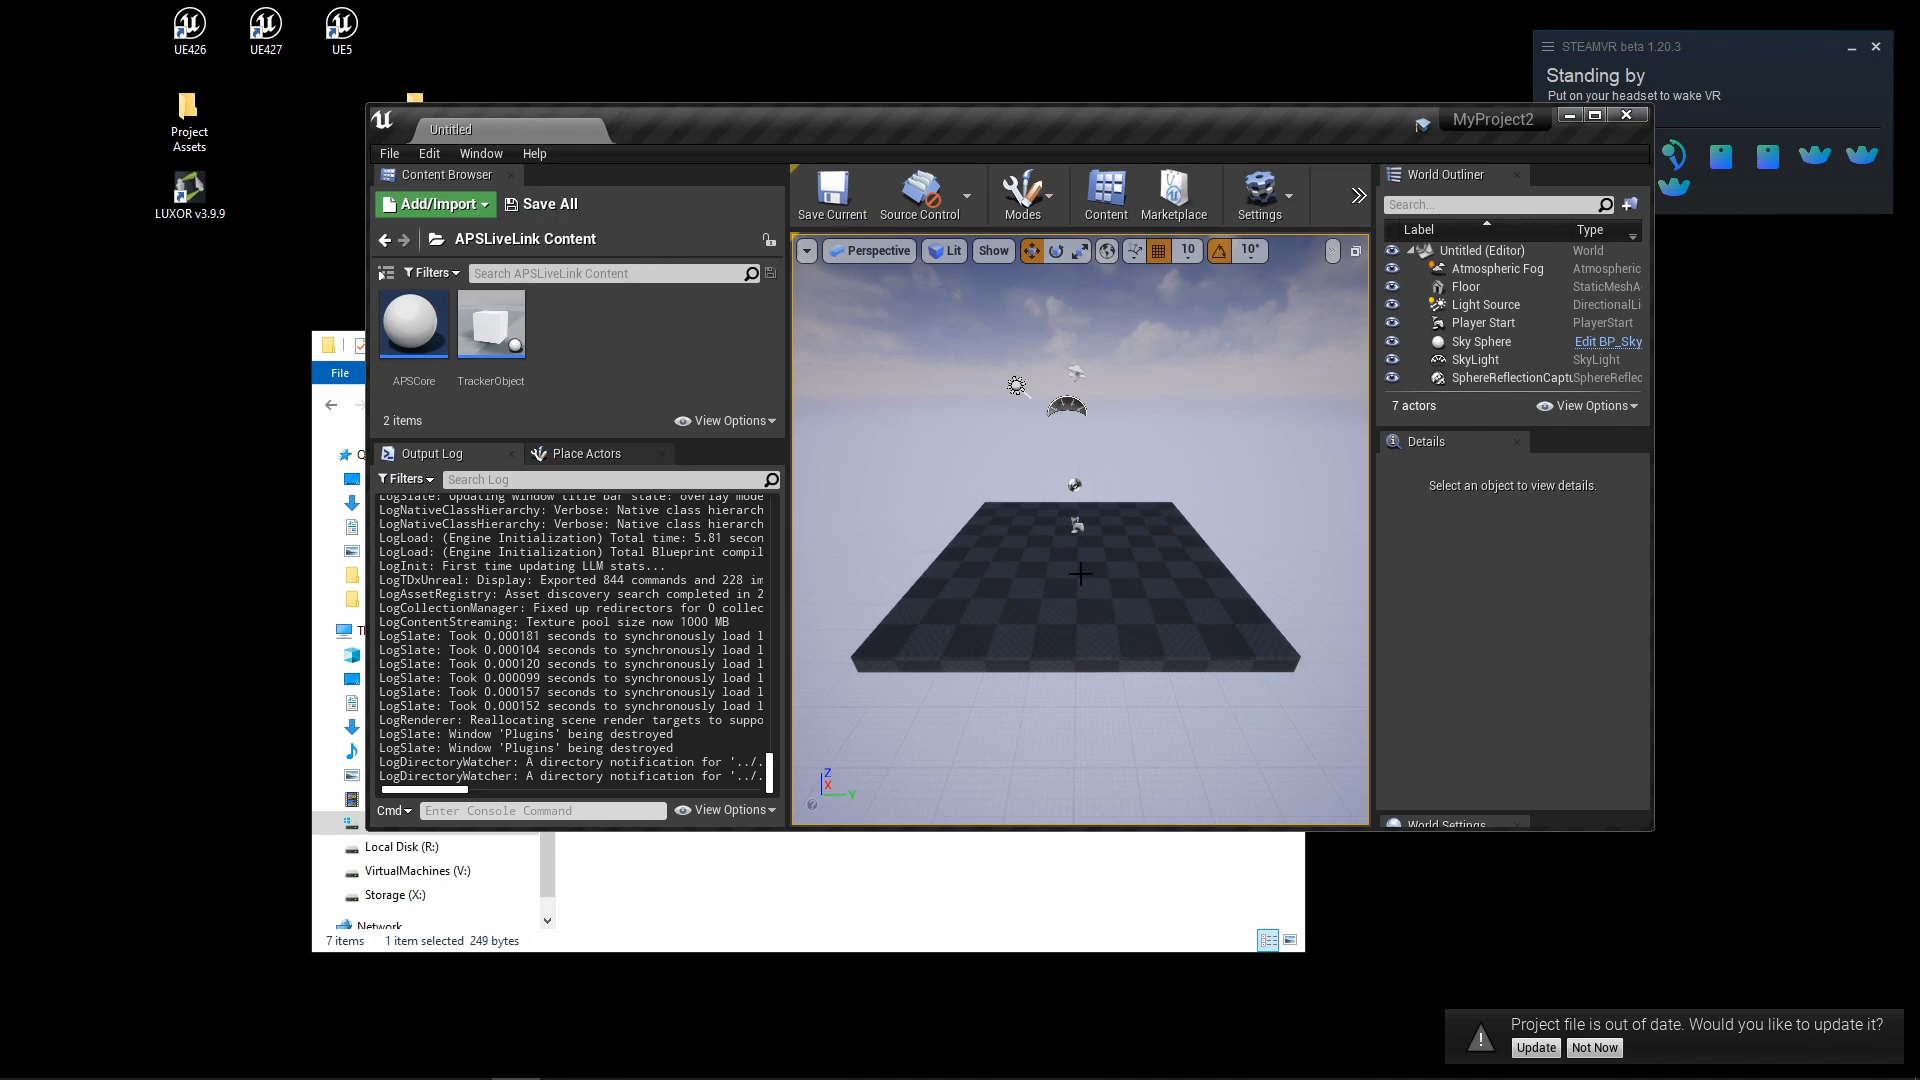 UE426
UE427
UE5
Project
Assets
LUXOR v3.9.9
STEAMVR beta 1.20.3
Standing by
Put on your headset to wake VR
Untitled
MyProject2
File
Edit
Window
Help
Content Browser
Add/Import
Save All
APSLiveLink Content
Filters
Search APSLiveLink Content
APSCore
TrackerObject
2 items
View Options
Output Log
Place Actors
Filters
Search Log
LogSlate: Updating window title bar state: overlay mode
LogNativeClassHierarchy: Verbose: Native class hierarch
LogNativeClassHierarchy: Verbose: Native class hierarch
LogLoad: (Engine Initialization) Total time: 5.81 secon
LogLoad: (Engine Initialization) Total Blueprint compil
LogInit: First time updating LLM stats...
LogTDxUnreal: Display: Exported 844 commands and 228 im
LogAssetRegistry: Asset discovery search completed in 2
LogCollectionManager: Fixed up redirectors for 0 collec
LogContentStreaming: Texture pool size now 1000 MB
LogSlate: Took 0.000181 seconds to synchronously load l
LogSlate: Took 0.000104 seconds to synchronously load l
LogSlate: Took 0.000120 seconds to synchronously load l
LogSlate: Took 0.000099 seconds to synchronously load l
LogSlate: Took 0.000157 seconds to synchronously load l
LogSlate: Took 0.000152 seconds to synchronously load l
LogRenderer: Reallocating scene render targets to suppo
LogSlate: Window 'Plugins' being destroyed
LogSlate: Window 'Plugins' being destroyed
LogDirectoryWatcher: A directory notification for '../.
LogDirectoryWatcher: A directory notification for '../.
Cmd
Enter Console Command
View Options
Save Current
Source Control
Modes
Content
Marketplace
Settings
Perspective
Lit
Show
10
10°
Z
X
Y
World Outliner
Search...
Label
Type
Untitled (Editor)
World
Atmospheric Fog
Atmospheric
Floor
StaticMeshA
Light Source
DirectionalLi
Player Start
PlayerStart
Sky Sphere
Edit BP_Sky
SkyLight
SkyLight
SphereReflectionCaptu
SphereReflec
7 actors
View Options
Details
Select an object to view details.
World Settings
File
Local Disk (R:)
VirtualMachines (V:)
Storage (X:)
Network
7 items
1 item selected 249 bytes
Project file is out of date. Would you like to update it?
Update
Not Now